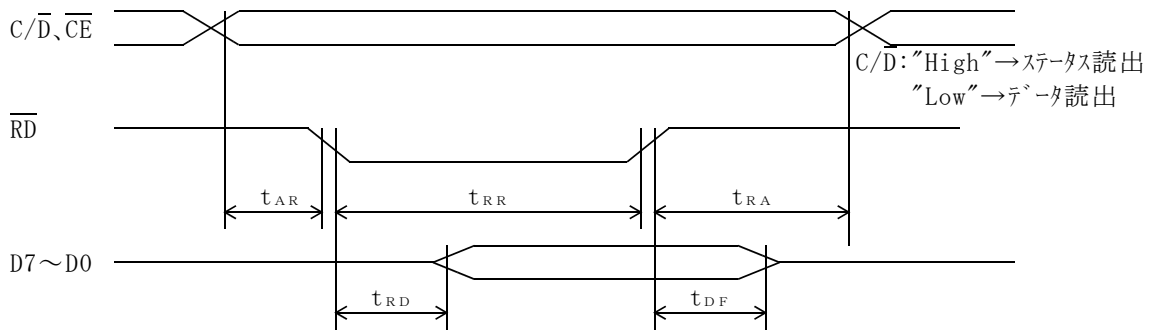 C/D̅、C̅E̅
C/D̅:"High"→ｽﾃｰﾀｽ読出
"Low"→ﾃﾞｰﾀ読出
R̅D̅
tAR
tRR
tRA
D7～D0
tRD
tDF